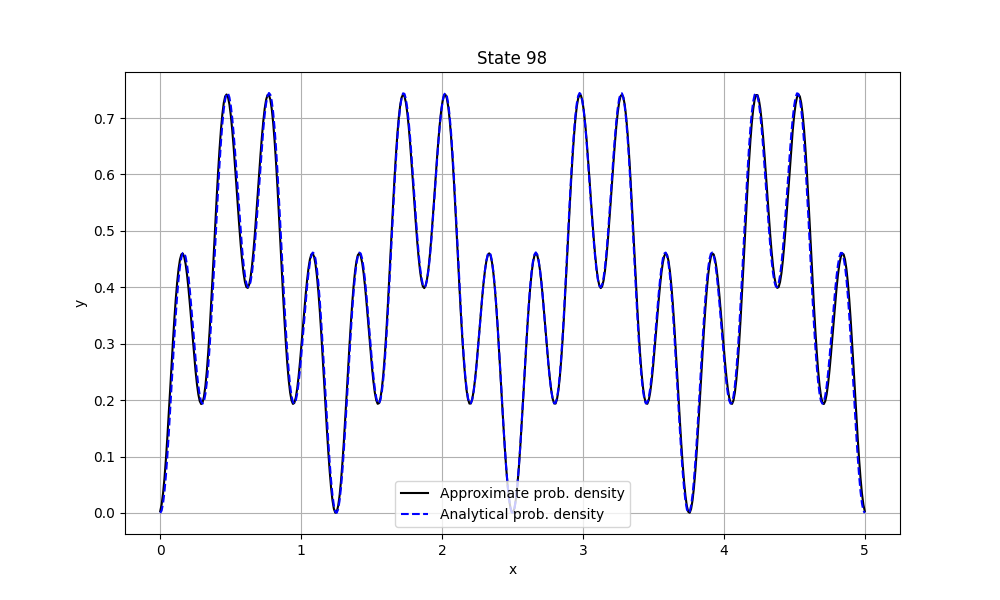 State 98
0.7
0.6
0.5
0.4
0.3
0.2
0.1
0.0
y
Approximate prob. density
Analytical prob. density
0 1 2 3 4 5
x